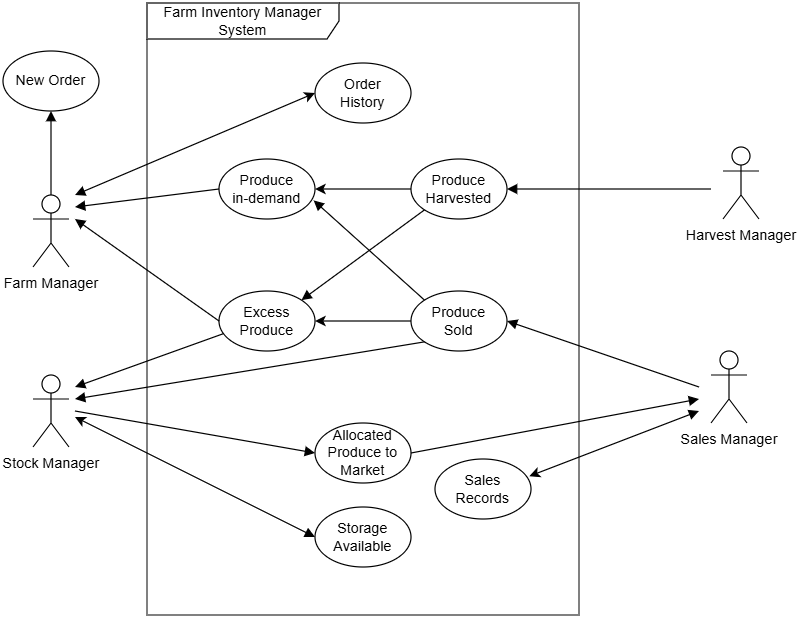 Farm Inventory Manager
System
New Order
Order
History
Produce
in-demand
Produce
Harvested
Harvest Manager
Farm Manager
Excess
Produce
Produce
Sold
Stock Manager
Allocated
Produce to
Market
Sales Manager
Sales
Records
Storage
Available